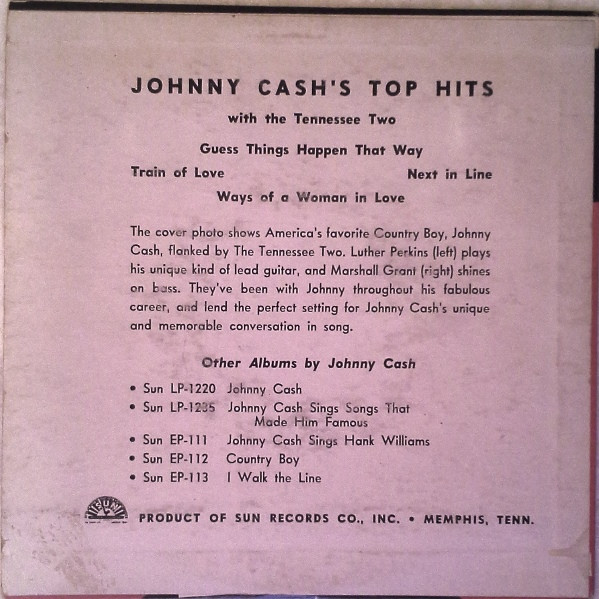 JOHNNY CASH'S TOP HITS
with the Tennessee Two
Guess Things Happen That Way
Train of Love Next in Line
Ways of a Woman in Love
The cover photo shows America's favorite Country Boy, Johnny
Cash, flanked by The Tennessee Two. Luther Perkins (left) plays
his unique kind of lead guitar, and Marshall Grant (right) shines
on bass. They've been with Johnny throughout his fabulous
career, and lend the perfect setting for Johnny Cash's unique
and memorable conversation in song.
Other Albums by Johnny Cash
• Sun LP-1220 Johnny Cash
• Sun LP-1235 Johnny Cash Sings Songs That
Made Him Famous
• Sun EP-111 Johnny Cash Sings Hank Williams
• Sun EP-112 Country Boy
• Sun EP-113 I Walk the Line
SUN
PRODUCT OF SUN RECORDS CO., INC. • MEMPHIS, TENN.